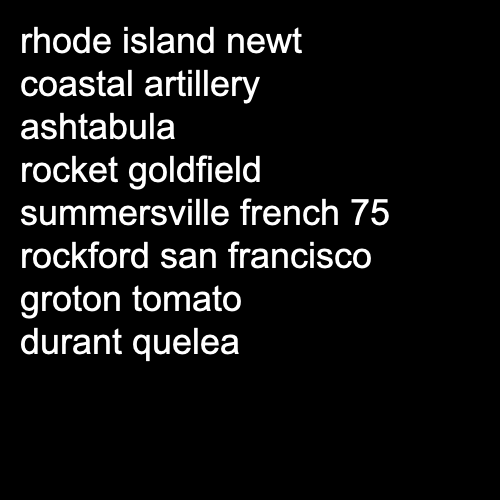 rhode island newt
coastal artillery
ashtabula
rocket goldfield
summersville french 75
rockford san francisco
groton tomato
durant quelea